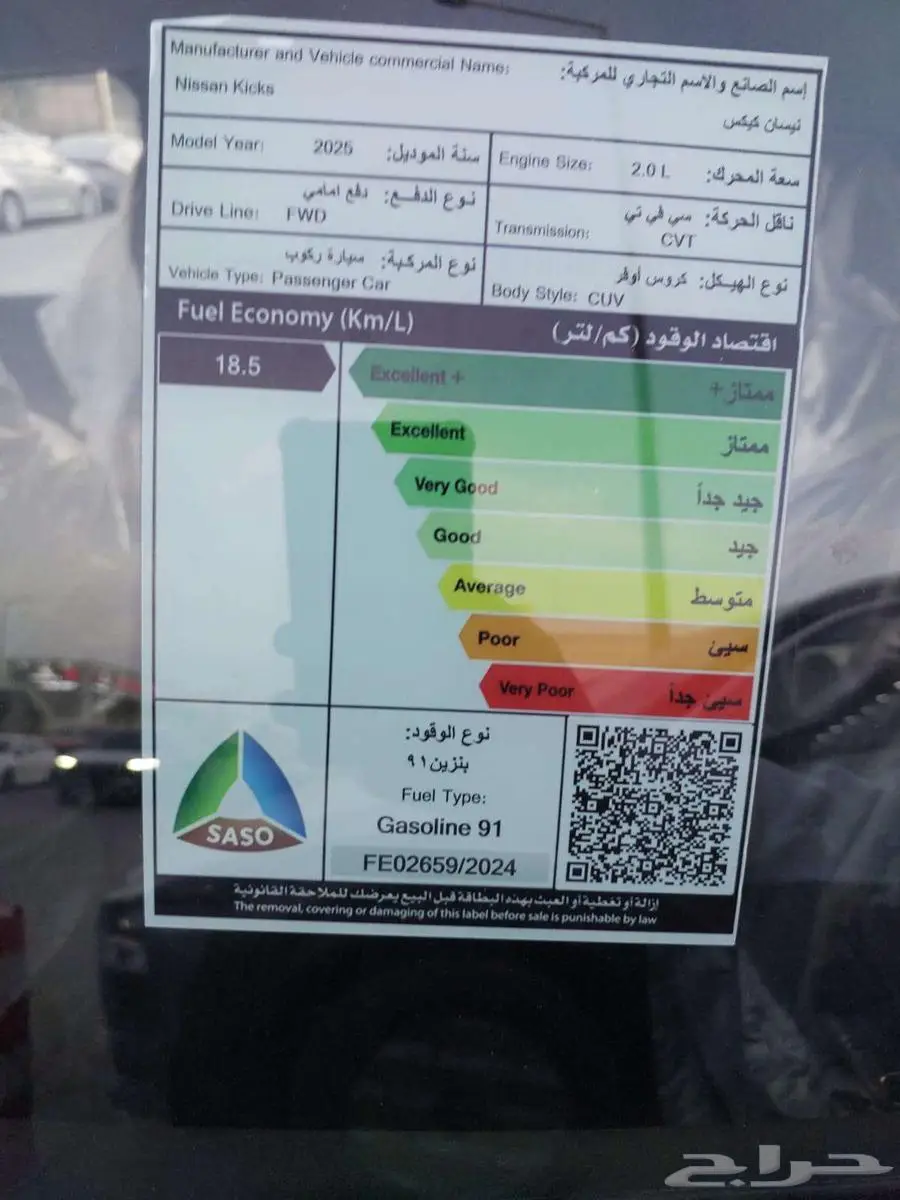 Manufacturer and Vehicle commercial Name: إسم الصانع والاسم التجاري للمركبة:
Nissan Kicks
نيسان كيكس
Model Year: 2025 سنة الموديل:
Engine Size: 2.0 L سعة المحرك:
نوع الدفع: دفع امامي
Drive Line: FWD
ناقل الحركة: سي في تي
Transmission: CVT
نوع المركبة: سيارة ركوب
Vehicle Type: Passenger Car
نوع الهيكل: كروس أوفر
Body Style: CUV
Fuel Economy (Km/L) اقتصاد الوقود (كم/لتر)
18.5
Excellent + ممتاز+
Excellent ممتاز
Very Good جيد جداً
Good جيد
Average متوسط
Poor سيئ
Very Poor سيئ جداً
SASO
نوع الوقود:
بنزين ٩١
Fuel Type:
Gasoline 91
FE02659/2024
إزالة أو تغطية أو العبث بهذه البطاقة قبل البيع يعرضك للملاحقة القانونية
The removal, covering or damaging of this label before sale is punishable by law
حراج